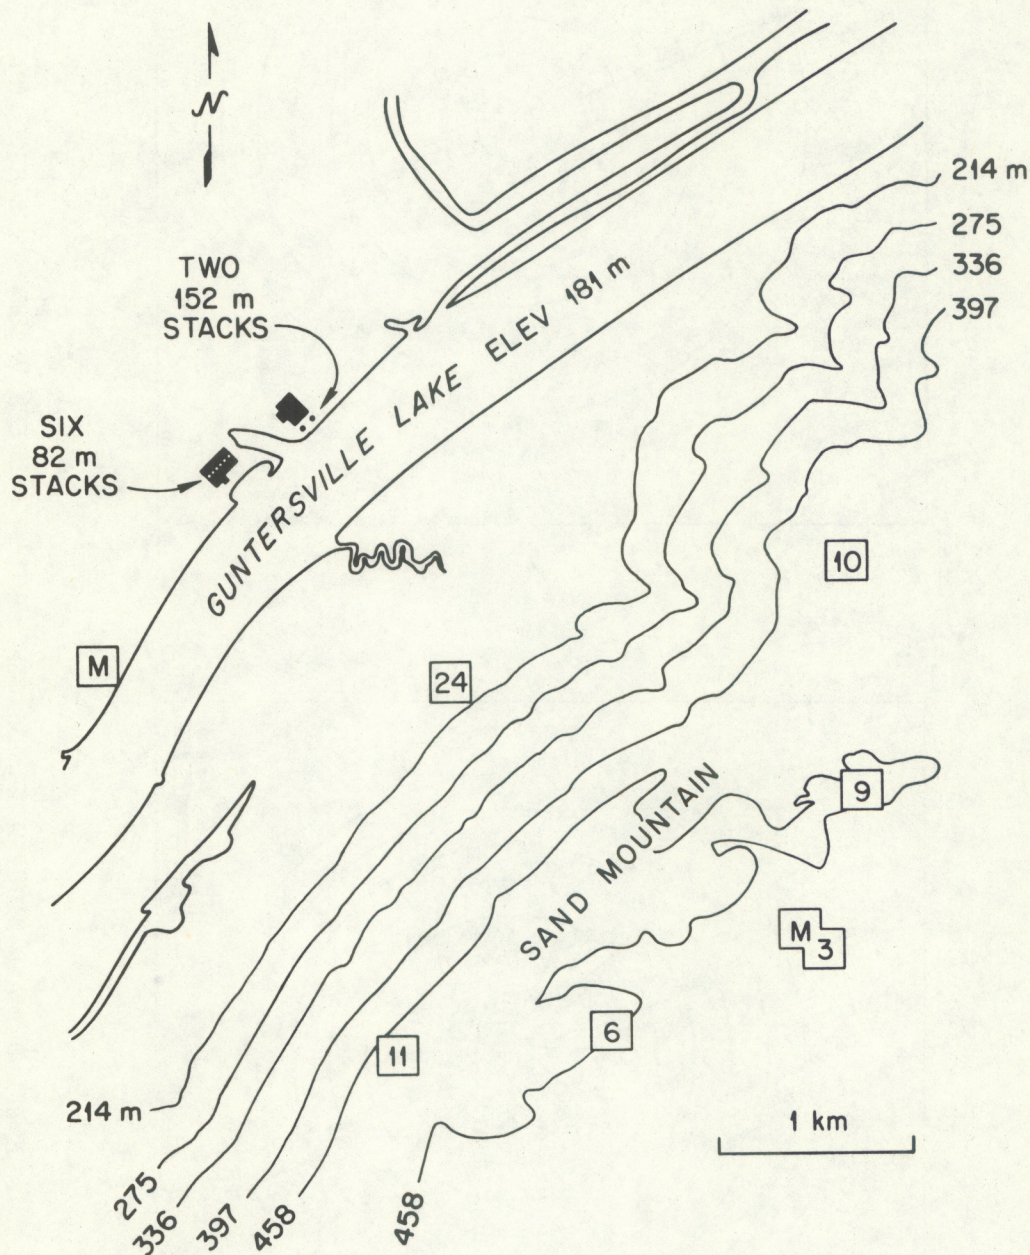 N
214 m
275
336
397
TWO
152 m
STACKS
GUNTERSVILLE LAKE ELEV 181 m
SIX
82 m
STACKS
10
M
24
9
SAND MOUNTAIN
M
3
6
11
214 m
1 km
275
336
397
458
458